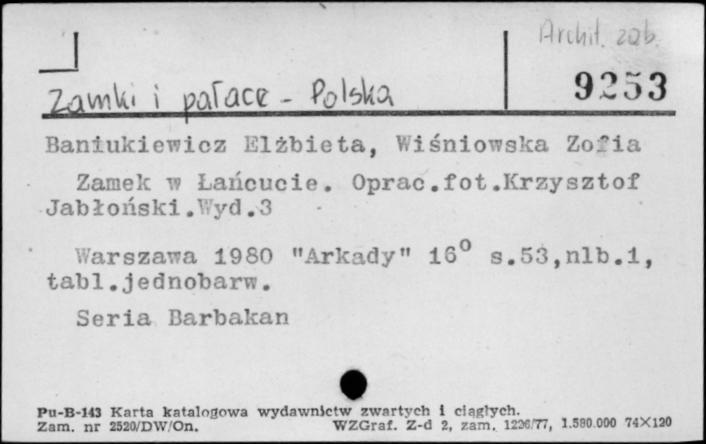 Archit. zab.
9253
Zamki i pałace - Polska
Baniukiewicz Elżbieta, Wiśniowska Zofia
Zamek w Łańcucie. Oprac.fot.Krzysztof
Jabłoński.Wyd.3
Warszawa 1980 "Arkady" 16° s.53,nlb.1,
tabl.jednobarw.
Seria Barbakan
Pu-B-143 Karta katalogowa wydawnictw zwartych i ciągłych.
Zam. nr 2520/DW/On. WZGraf. Z-d 2, zam. 1226/77, 1.580.000 74X120